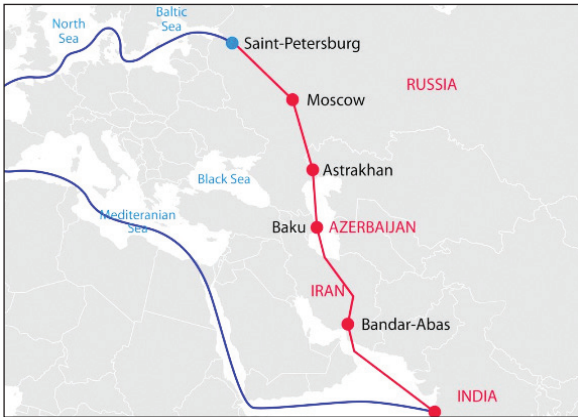 North
Sea
Baltic
Sea
Saint-Petersburg
RUSSIA
Moscow
Astrakhan
Black Sea
Mediteranian
Sea
Baku
AZERBAIJAN
IRAN
Bandar-Abas
INDIA